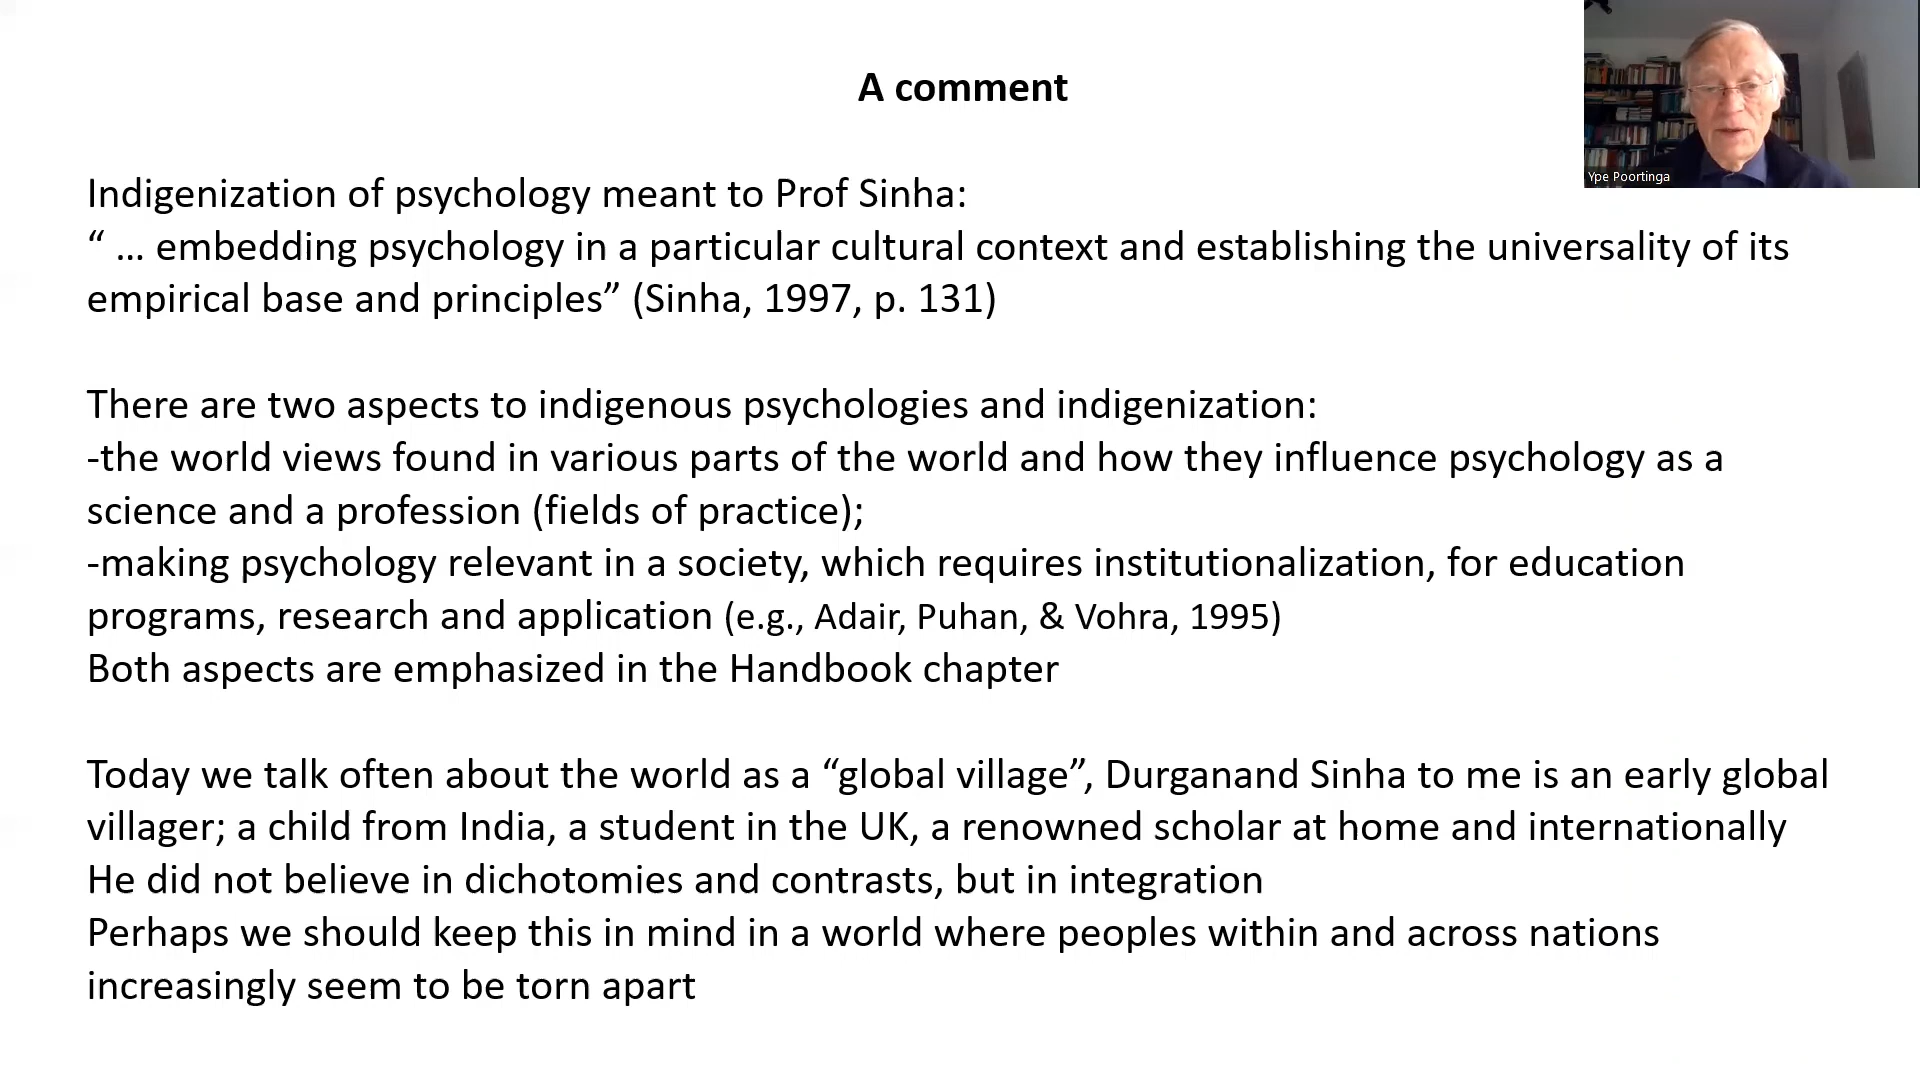 A comment
Ype Poortinga
Indigenization of psychology meant to Prof Sinha:
“ … embedding psychology in a particular cultural context and establishing the universality of its
empirical base and principles” (Sinha, 1997, p. 131)
There are two aspects to indigenous psychologies and indigenization:
-the world views found in various parts of the world and how they influence psychology as a
science and a profession (fields of practice);
-making psychology relevant in a society, which requires institutionalization, for education
programs, research and application (e.g., Adair, Puhan, & Vohra, 1995)
Both aspects are emphasized in the Handbook chapter
Today we talk often about the world as a “global village”, Durganand Sinha to me is an early global
villager; a child from India, a student in the UK, a renowned scholar at home and internationally
He did not believe in dichotomies and contrasts, but in integration
Perhaps we should keep this in mind in a world where peoples within and across nations
increasingly seem to be torn apart